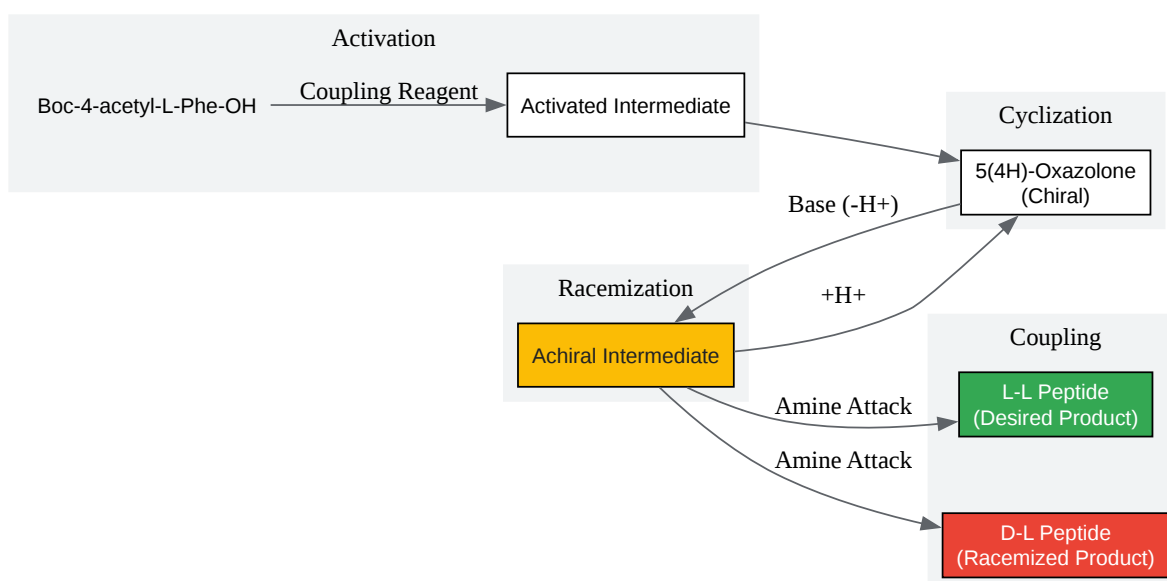 Activation
Boc-4-acetyl-L-Phe-OH
Coupling Reagent
Activated Intermediate
Cyclization
5(4H)-Oxazolone
(Chiral)
Base (-H+)
+H+
Racemization
Achiral Intermediate
Coupling
Amine Attack
L-L Peptide
(Desired Product)
Amine Attack
D-L Peptide
(Racemized Product)